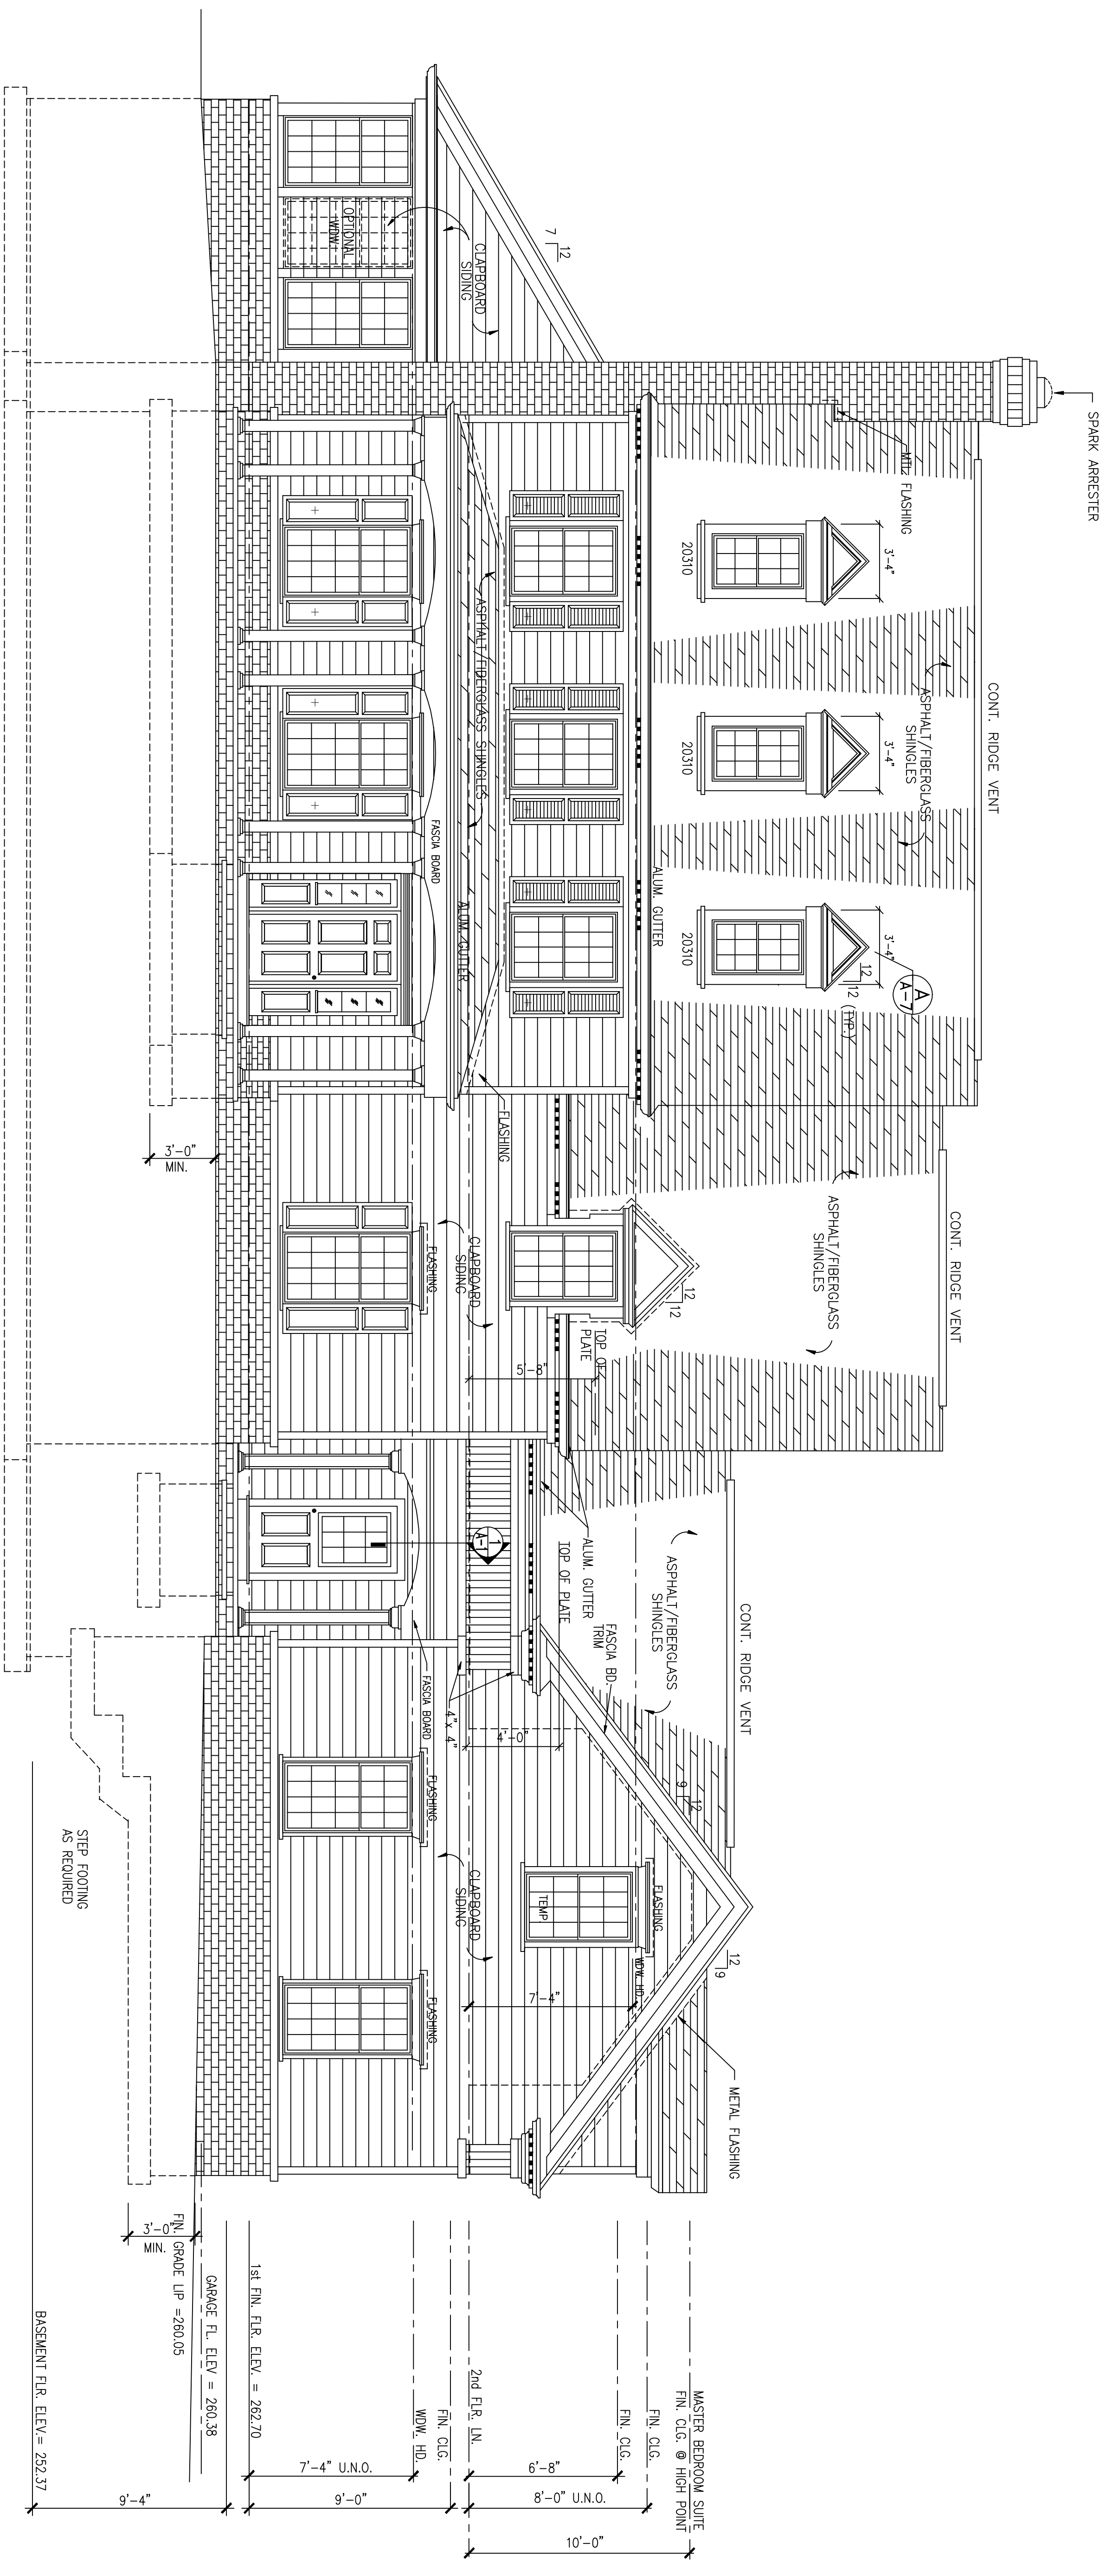 SPARK ARRESTER
MTL. FLASHING
3'-4"
20310
3'-4"
20310
3'-4"
20310
12
12 (TYP.)
A
A-7
CONT. RIDGE VENT
ASPHALT/FIBERGLASS
SHINGLES
ALUM. GUTTER
CONT. RIDGE VENT
ASPHALT/FIBERGLASS
SHINGLES
12
12
TOP OF
PLATE
5'-8"
CONT. RIDGE VENT
ASPHALT/FIBERGLASS
SHINGLES
ALUM. GUTTER
TOP OF PLATE
FASCIA BD.
TRIM
9
12
12
9
METAL FLASHING
FLASHING
TEMP
WDW. HD.
7'-4"
4'-0"
4" x 4"
12
7
CLAPBOARD
SIDING
OPTIONAL
WDW
ASPHALT/FIBERGLASS SHINGLES
FASCIA BOARD
ALUM. GUTTER
FLASHING
CLAPBOARD
SIDING
FLASHING
1
A-1
FASCIA BOARD
FLASHING
CLAPBOARD
SIDING
FLASHING
3'-0"
MIN.
STEP FOOTING
AS REQUIRED
3'-0"
MIN.
MASTER BEDROOM SUITE
FIN. CLG. @ HIGH POINT
FIN. CLG.
FIN. CLG.
2nd FLR. LN.
FIN. CLG.
WDW. HD.
1st FIN. FLR. ELEV. = 262.70
GARAGE FL. ELEV = 260.38
FIN. GRADE LIP =260.05
BASEMENT FLR. ELEV.= 252.37
10'-0"
8'-0" U.N.O.
6'-8"
9'-0"
7'-4" U.N.O.
9'-4"